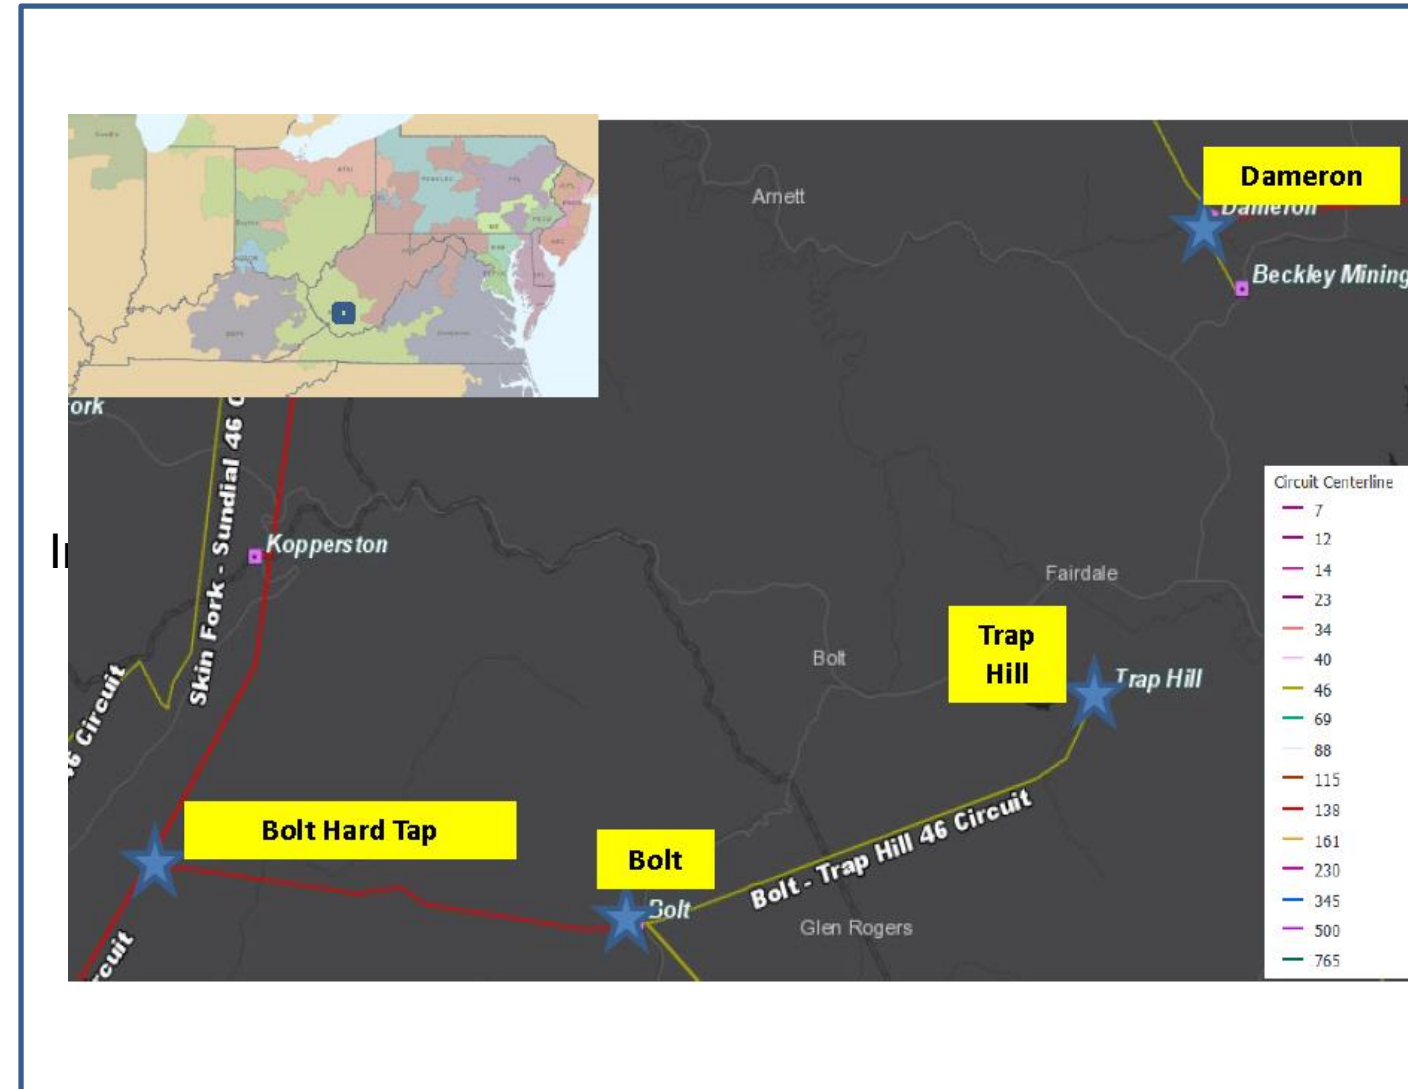 Dameron
Arnett
Dameron
Beckley Mining
ork
Skin Fork - Sundial 46 C
Circuit Centerline
7
12
14
23
34
40
46
69
88
115
138
161
230
345
500
765
Kopperston
Fairdale
Trap
Hill
Bolt
Trap Hill
46 Circuit
Bolt Hard Tap
Bolt
Bolt - Trap Hill 46 Circuit
Bolt
Glen Rogers
rcuit